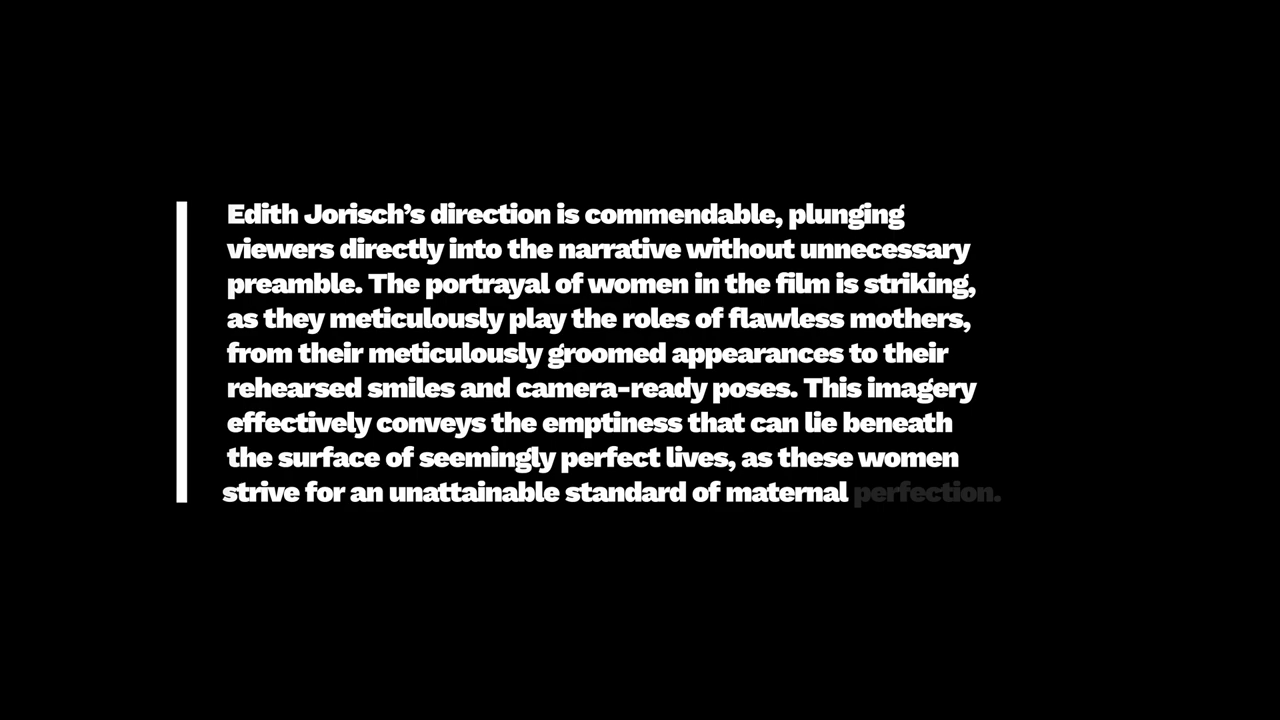 Edith Jorisch’s direction is commendable, plunging
viewers directly into the narrative without unnecessary
preamble. The portrayal of women in the film is striking,
as they meticulously play the roles of flawless mothers,
from their meticulously groomed appearances to their
rehearsed smiles and camera-ready poses. This imagery
effectively conveys the emptiness that can lie beneath
the surface of seemingly perfect lives, as these women
strive for an unattainable standard of maternal perfection.